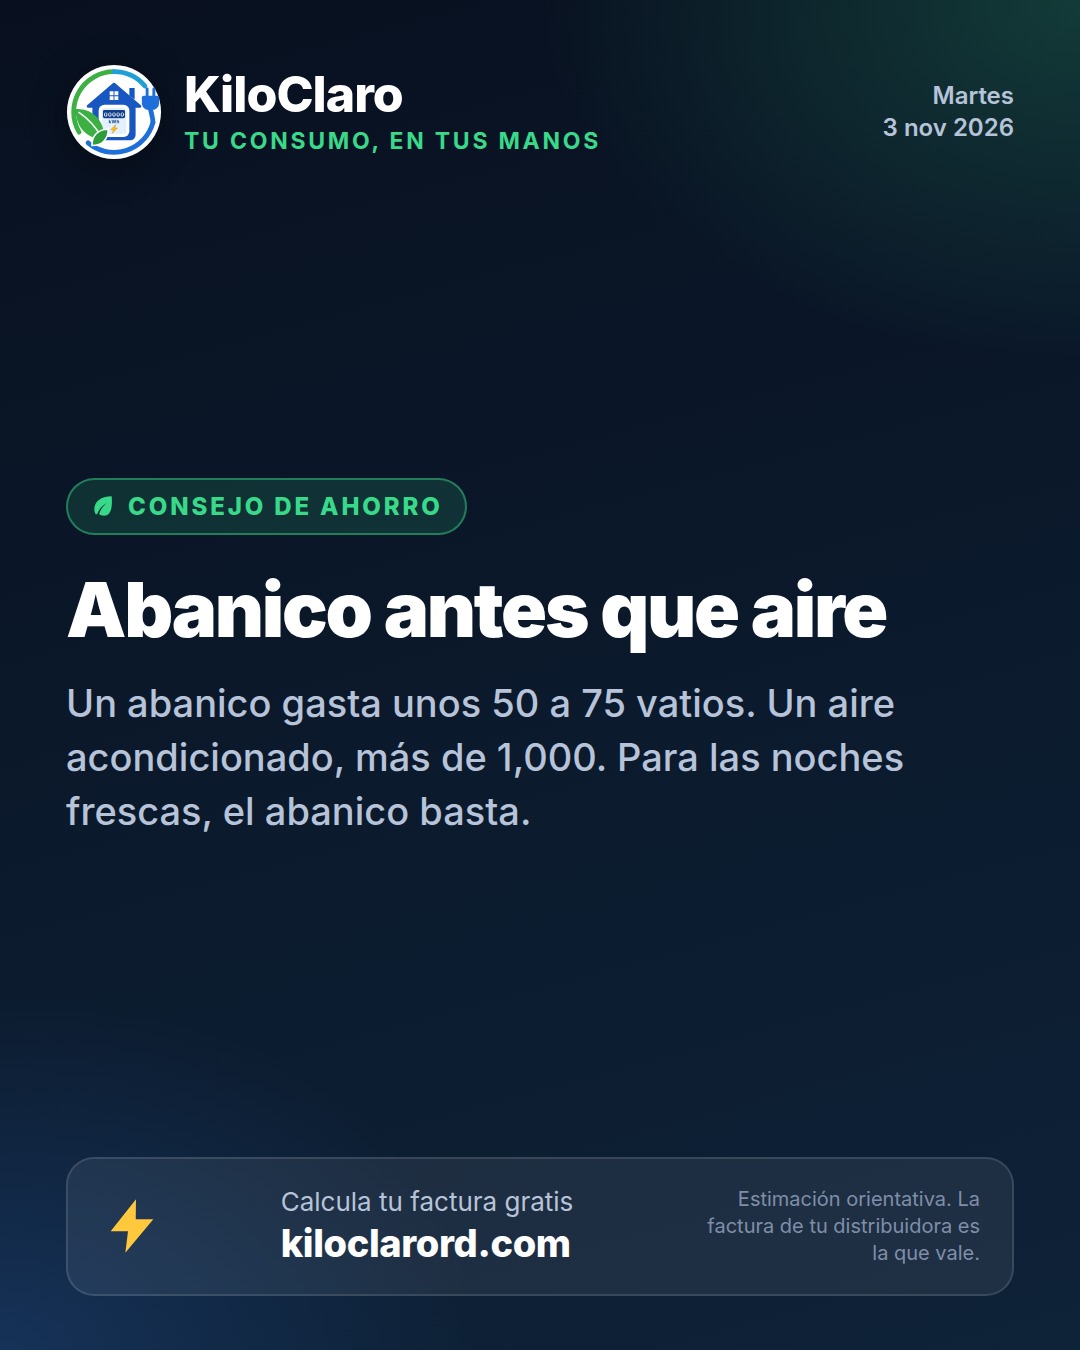 KiloClaro
TU CONSUMO, EN TUS MANOS
Martes
3 nov 2026
CONSEJO DE AHORRO
Abanico antes que aire
Un abanico gasta unos 50 a 75 vatios. Un aire
acondicionado, más de 1,000. Para las noches
frescas, el abanico basta.
Calcula tu factura gratis
kiloclarord.com
Estimación orientativa. La
factura de tu distribuidora es
la que vale.